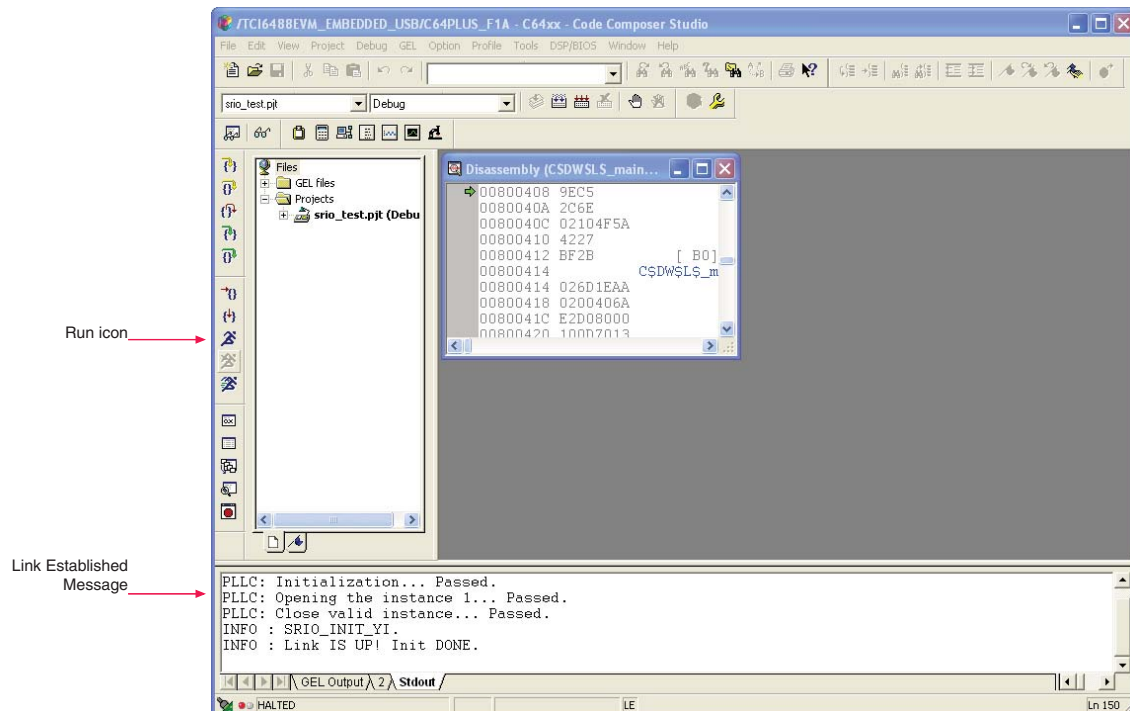 /TCI6488EVM_EMBEDDED_USB/C64PLUS_F1A - C64xx - Code Composer Studio
File Edit View Project Debug GEL Option Profile Tools DSP/BIOS Window Help
srio_test.pjt Debug
Files
GEL files
Projects
srio_test.pjt (Debu
Disassembly (CSDWSLS_main...
00800408 9EC5
0080040A 2C6E
0080040C 02104F5A
00800410 4227
00800412 BF2B [ B0]
00800414 C$DW$L$_m
00800414 026D1EAA
00800418 0200406A
0080041C E2D08000
00800420 100D7013
Run icon
Link Established
Message
PLLC: Initialization... Passed.
PLLC: Opening the instance 1... Passed.
PLLC: Close valid instance... Passed.
INFO : SRIO_INIT_YI.
INFO : Link IS UP! Init DONE.
GEL Output 2 Stdout
HALTED LE Ln 150